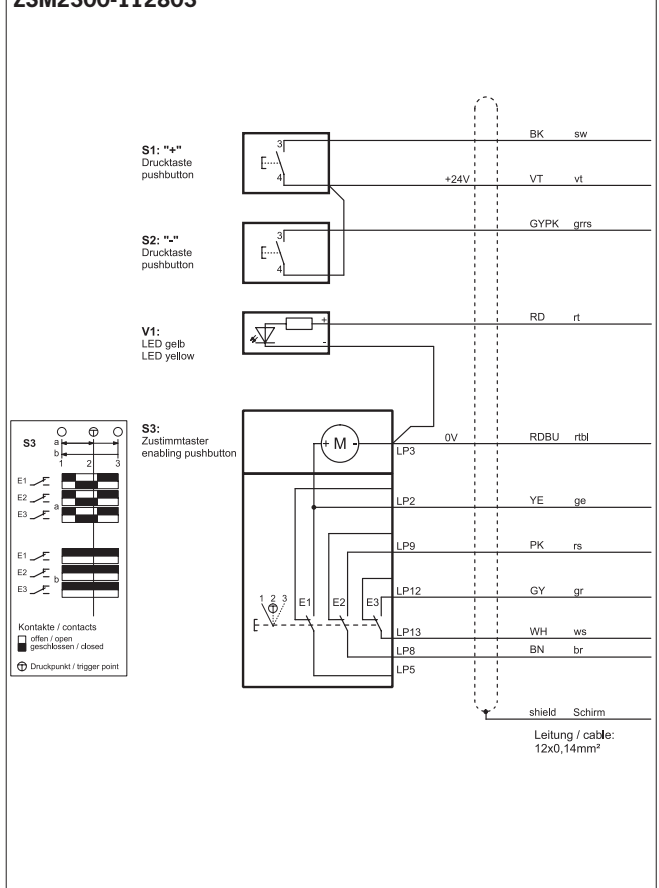 ZSM2300-112803
S1: "+"
Drucktaste
pushbutton
3
4
BK sw
+24V VT vt
S2: "-"
Drucktaste
pushbutton
3
4
GYPK grrs
V1:
LED gelb
LED yellow
+
-
RD rt
S3:
Zustimmtaster
enabling pushbutton
+ M -
0V RDBU rtbl
LP3
LP2 YE ge
LP9 PK rs
LP12 GY gr
LP13 WH ws
LP8 BN br
LP5
1 2 3
E1 E2 E3
shield Schirm
Leitung / cable:
12x0,14mm²
S3
a
b
1 2 3
E1
E2
E3
a
E1
E2
E3
b
Kontakte / contacts
offen / open
geschlossen / closed
Druckpunkt / trigger point